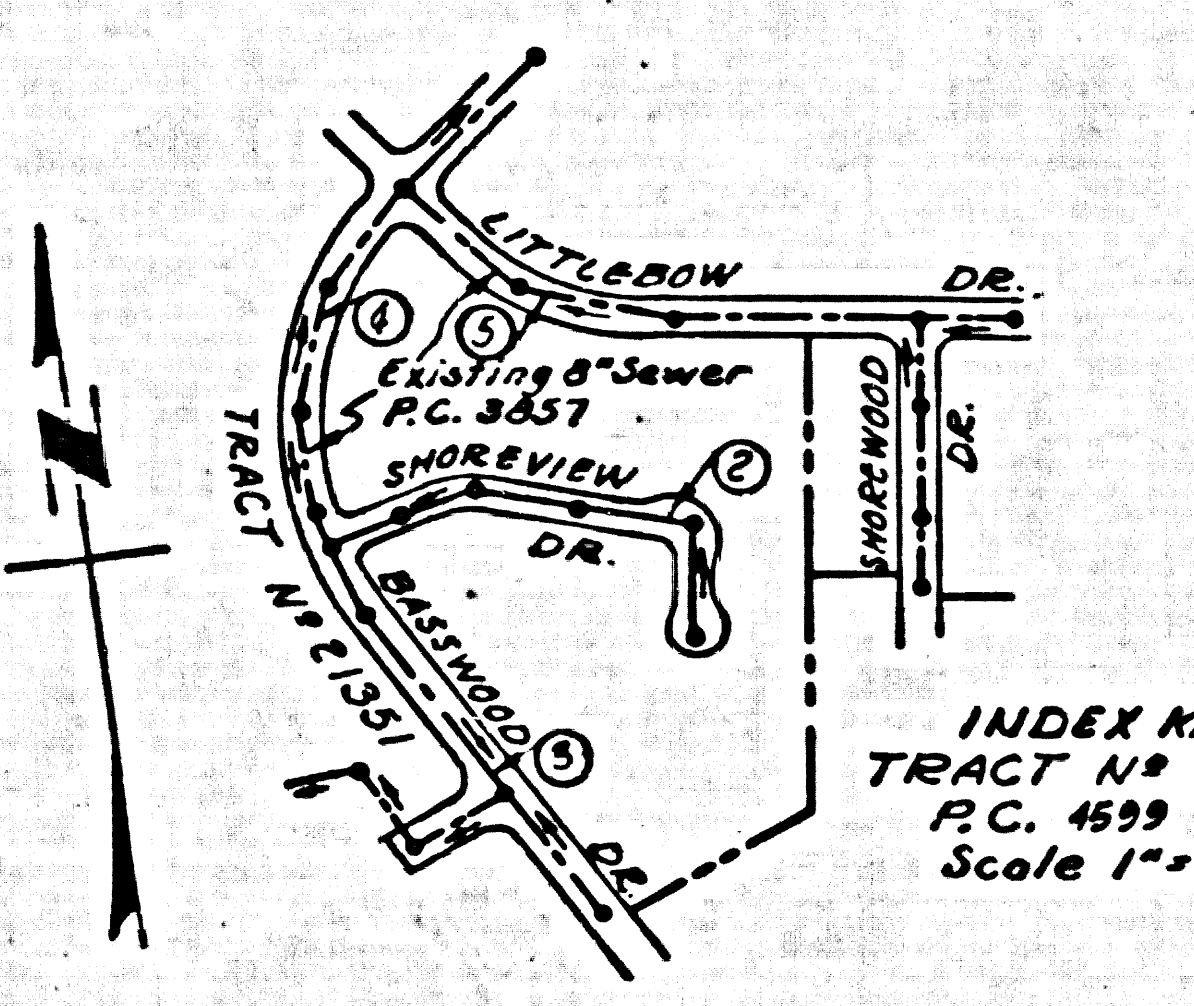 LITTLEBOW DR.
4
5
Existing 8" Sewer
P.C. 3857
SHOREVIEW
DR.
2
SHOREWOOD
DR.
TRACT Nº 21351
BASSWOOD
DR.
3
INDEX
TRACT Nº
P.C. 4599
Scale 1"=